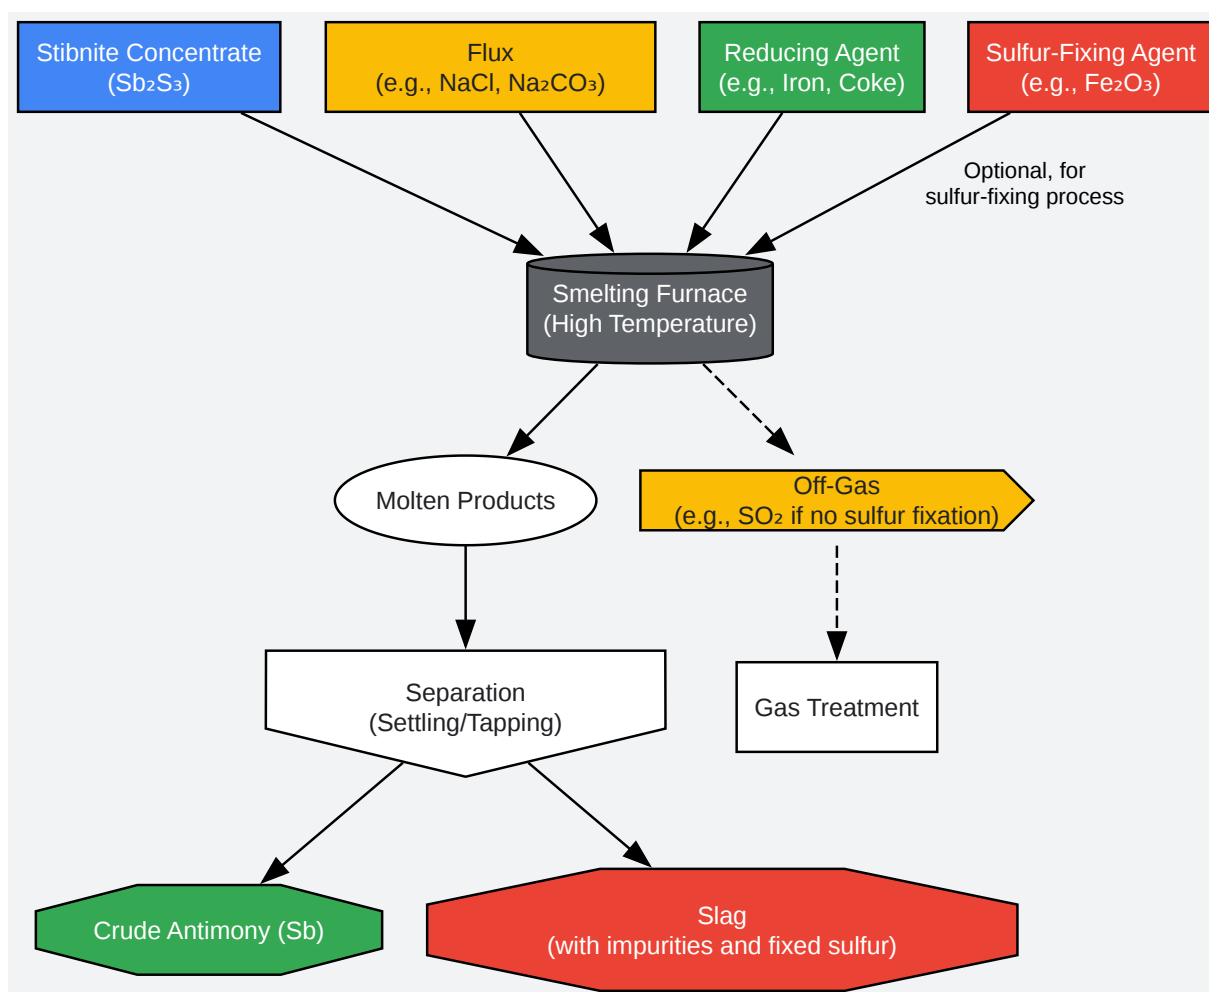 Stibnite Concentrate
(Sb₂S₃)
Flux
(e.g., NaCl, Na₂CO₃)
Reducing Agent
(e.g., Iron, Coke)
Sulfur-Fixing Agent
(e.g., Fe₂O₃)
Optional, for
sulfur-fixing process
Smelting Furnace
(High Temperature)
Molten Products
Off-Gas
(e.g., SO₂ if no sulfur fixation)
Separation
(Settling/Tapping)
Gas Treatment
Crude Antimony (Sb)
Slag
(with impurities and fixed sulfur)